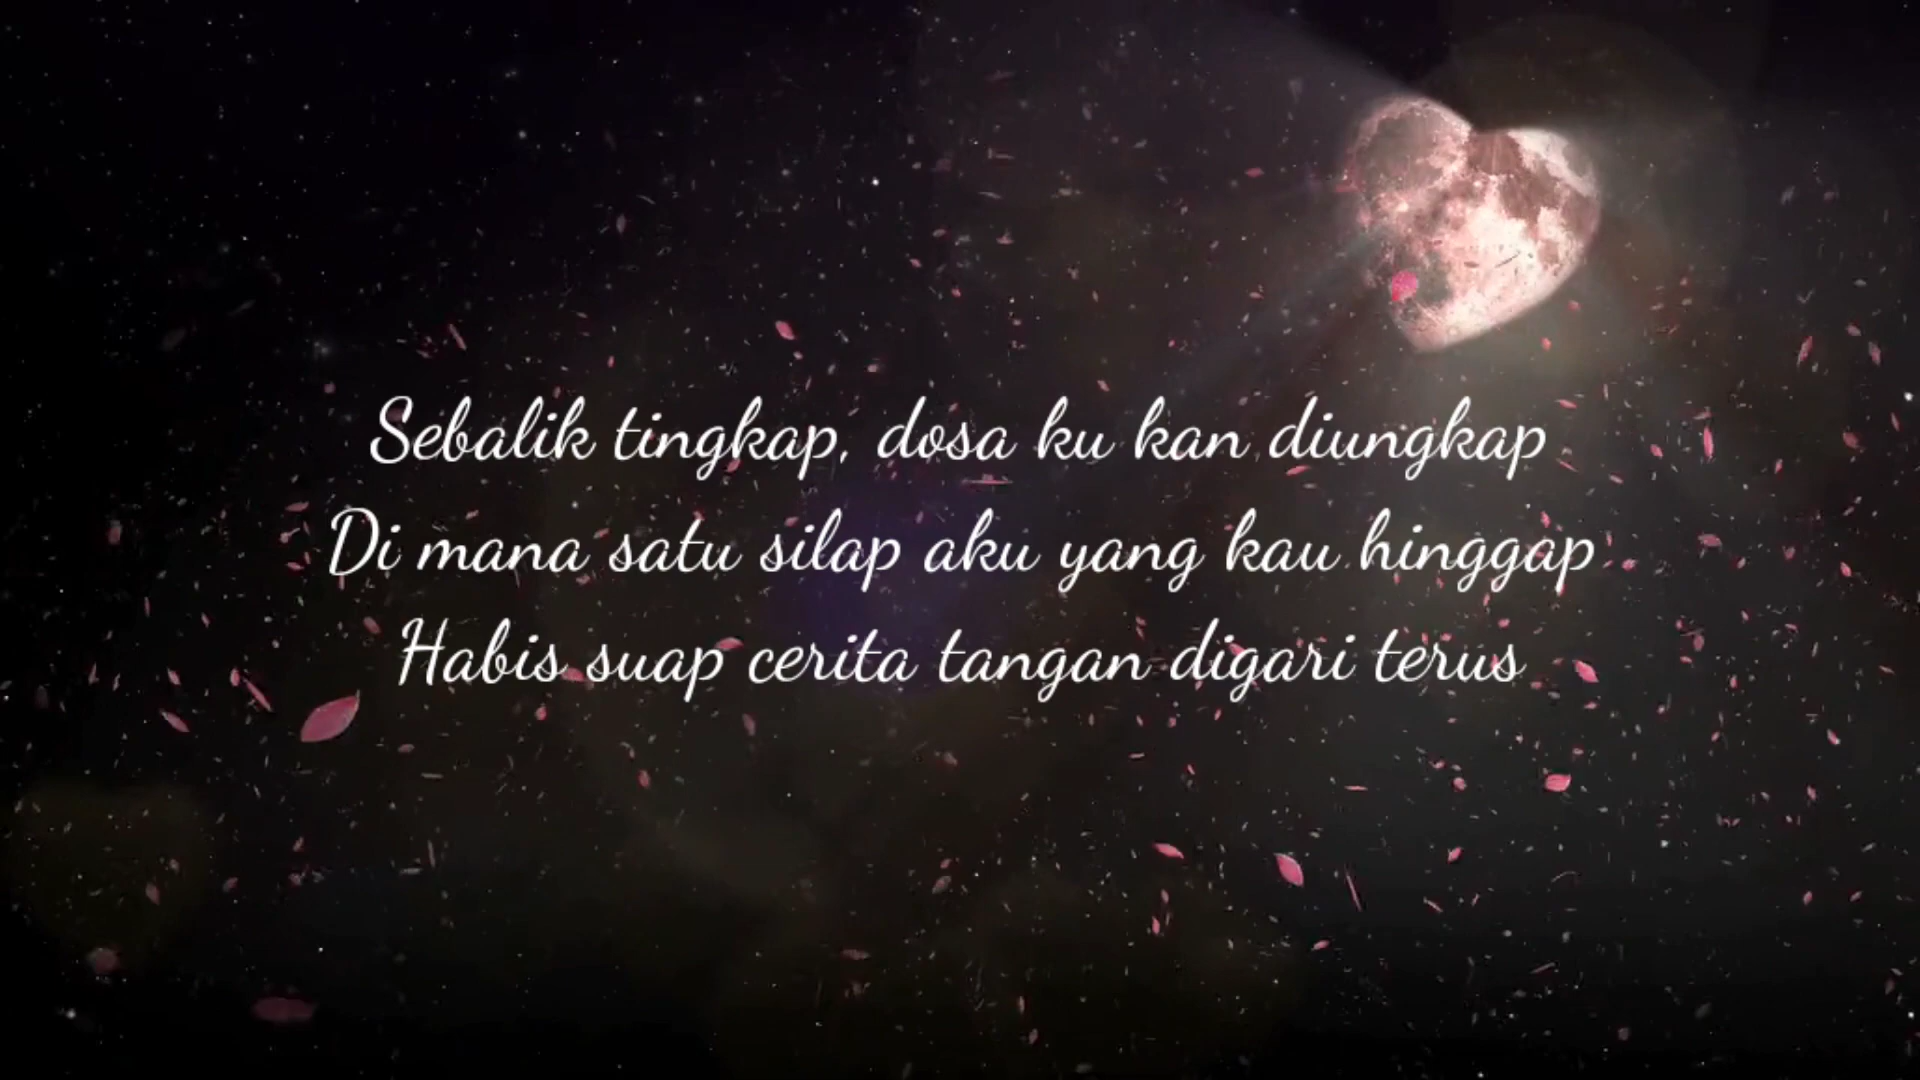 Sebalik tingkap, dosa ku kan diungkap
Di mana satu silap aku yang kau hinggap
Habis suap cerita tangan digari terus